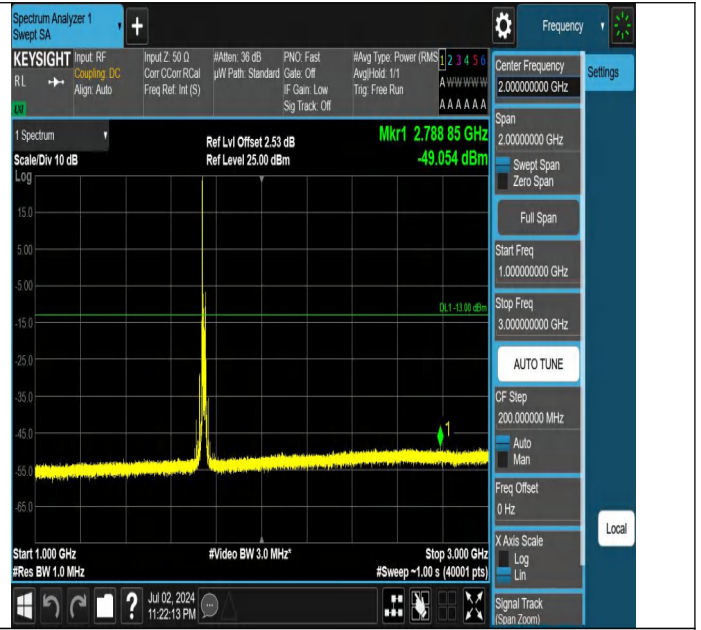 Spectrum Analyzer 1
Swept SA
Frequency
KEYSIGHT
RL
LXI
Input: RF
Coupling: DC
Align: Auto
Input Z: 50 Ω
Corr CCorr RCal
Freq Ref: Int (S)
#Atten: 36 dB
µW Path: Standard
PNO: Fast
Gate: Off
IF Gain: Low
Sig Track: Off
#Avg Type: Power (RMS
Avg|Hold: 1/1
Trig: Free Run
1 2 3 4 5 6
A W W W W W
A A A A A A
1 Spectrum
Scale/Div 10 dB
Log
Ref Lvl Offset 2.53 dB
Ref Level 25.00 dBm
Mkr1 2.788 85 GHz
-49.054 dBm
15.0
5.00
-5.00
-15.0
-25.0
-35.0
-45.0
-55.0
-65.0
DL1 -13.00 dBm
1
Start 1.000 GHz
#Res BW 1.0 MHz
#Video BW 3.0 MHz*
Stop 3.000 GHz
#Sweep ~1.00 s (40001 pts)
Center Frequency
2.000000000 GHz
Span
2.00000000 GHz
Swept Span
Zero Span
Full Span
Start Freq
1.000000000 GHz
Stop Freq
3.000000000 GHz
AUTO TUNE
CF Step
200.000000 MHz
Auto
Man
Freq Offset
0 Hz
X Axis Scale
Log
Lin
Signal Track
(Span Zoom)
Settings
Local
?
Jul 02, 2024
11:22:13 PM